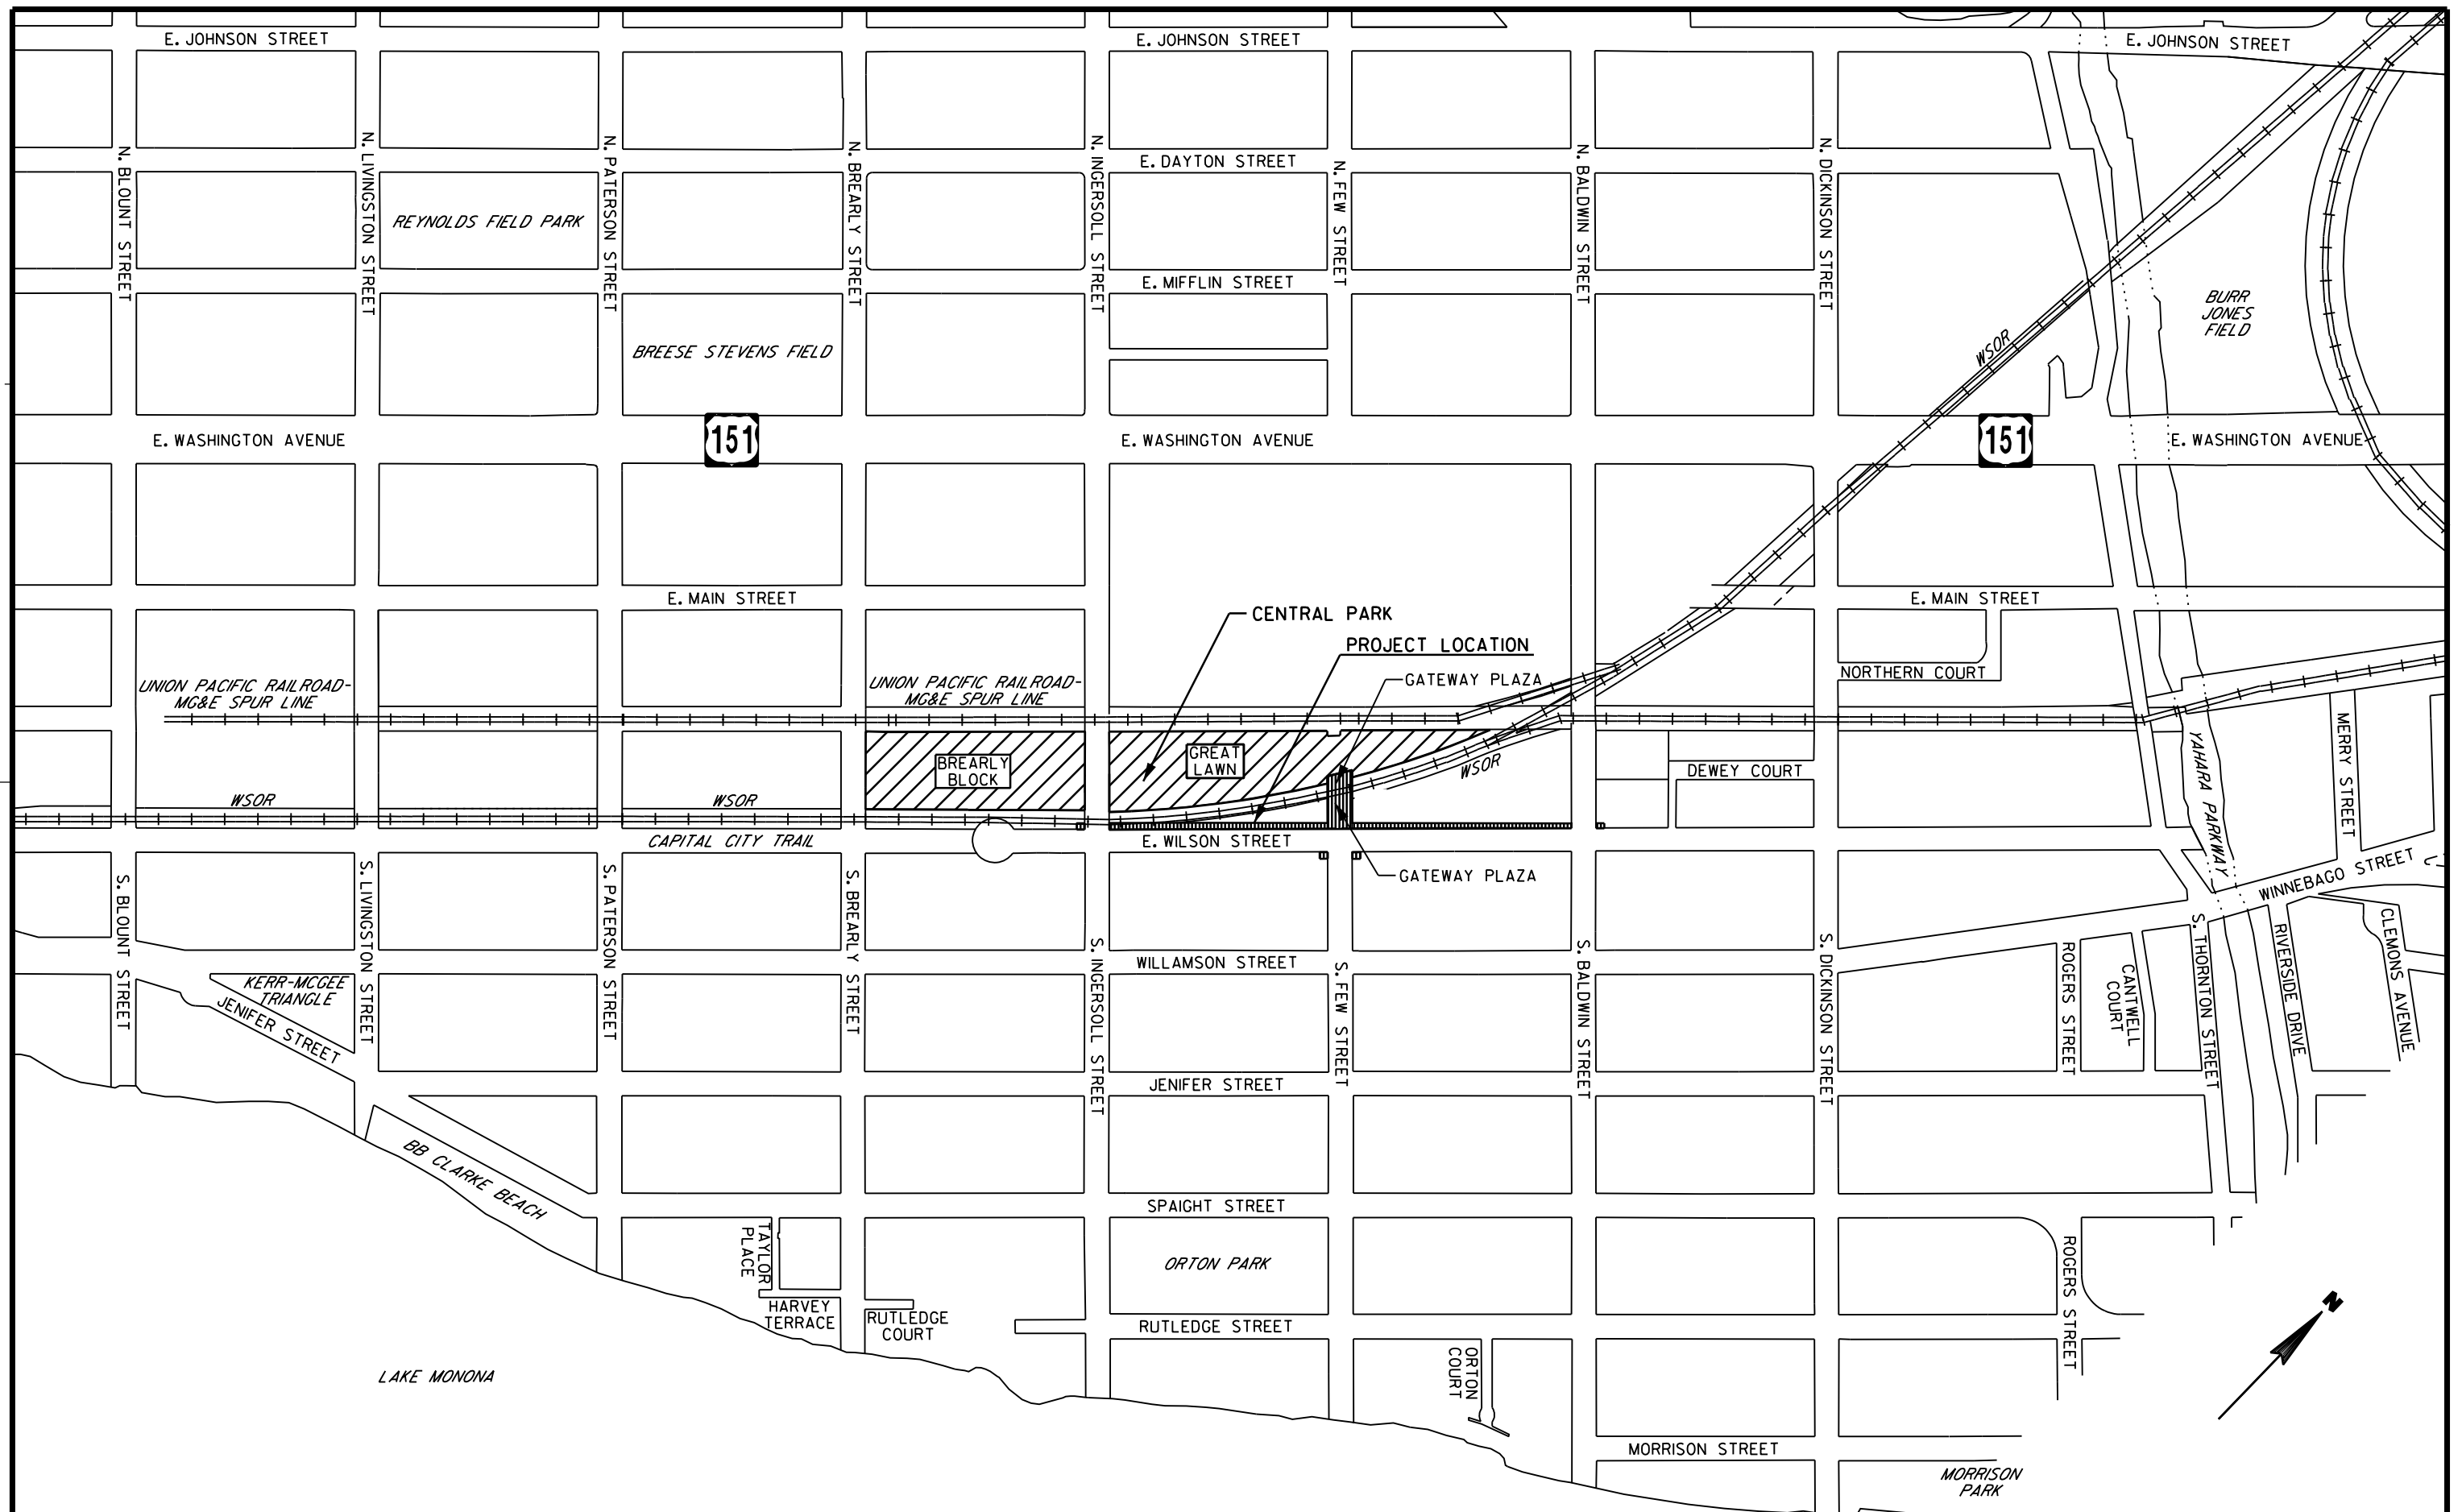 E. JOHNSON STREET
E. JOHNSON STREET
E. JOHNSON STREET
N. BLOUNT STREET
N. LIVINGSTON STREET
N. PATERSON STREET
N. BREARLY STREET
N. INGERSOLL STREET
E. DAYTON STREET
N. FEW STREET
N. BALDWIN STREET
N. DICKINSON STREET
REYNOLDS FIELD PARK
E. MIFFLIN STREET
BURR
JONES
FIELD
BREESE STEVENS FIELD
WSOR
E. WASHINGTON AVENUE
151
E. WASHINGTON AVENUE
151
E. WASHINGTON AVENUE
E. MAIN STREET
CENTRAL PARK
E. MAIN STREET
PROJECT LOCATION
UNION PACIFIC RAILROAD-
MG&E SPUR LINE
UNION PACIFIC RAILROAD-
MG&E SPUR LINE
GATEWAY PLAZA
NORTHERN COURT
BREARLY
BLOCK
GREAT
LAWN
WSOR
DEWEY COURT
YAHARA PARKWAY
MERRY STREET
WSOR
WSOR
CAPITAL CITY TRAIL
E. WILSON STREET
GATEWAY PLAZA
WINNEBAGO STREET
S. BLOUNT STREET
S. LIVINGSTON STREET
S. PATERSON STREET
S. BREARLY STREET
S. INGERSOLL STREET
WILLAMSON STREET
S. FEW STREET
S. BALDWIN STREET
S. DICKINSON STREET
ROGERS STREET
CANTWELL
COURT
S. THORNTON STREET
RIVERSIDE DRIVE
CLEMONS AVENUE
KERR-MCGEE
TRIANGLE
JENIFER STREET
JENIFER STREET
BB CLARKE BEACH
SPAIGHT STREET
TAYLOR
PLACE
ORTON PARK
ROGERS STREET
HARVEY
TERRACE
RUTLEDGE
COURT
RUTLEDGE STREET
N
ORTON
COURT
LAKE MONONA
MORRISON STREET
MORRISON
PARK